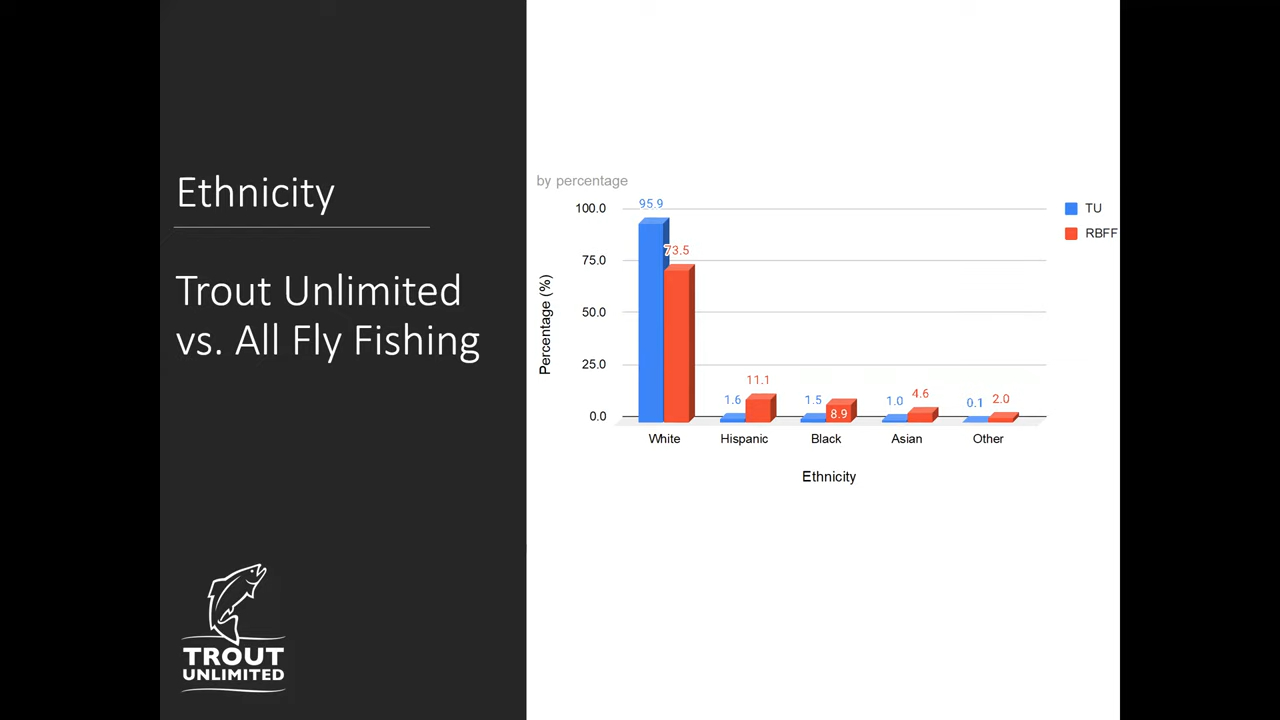 Ethnicity
Trout Unlimited
vs. All Fly Fishing
TROUT
UNLIMITED
by percentage
100.0
75.0
50.0
25.0
0.0
Percentage (%)
95.9
73.5
1.6
11.1
1.5
8.9
1.0
4.6
0.1
2.0
White
Hispanic
Black
Asian
Other
Ethnicity
TU
RBFF